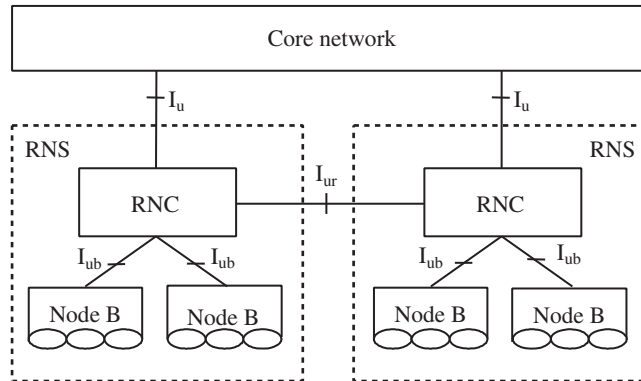 Core network
Iu Iu
RNS RNS
Iur
RNC RNC
Iub Iub Iub Iub
Node B Node B Node B Node B